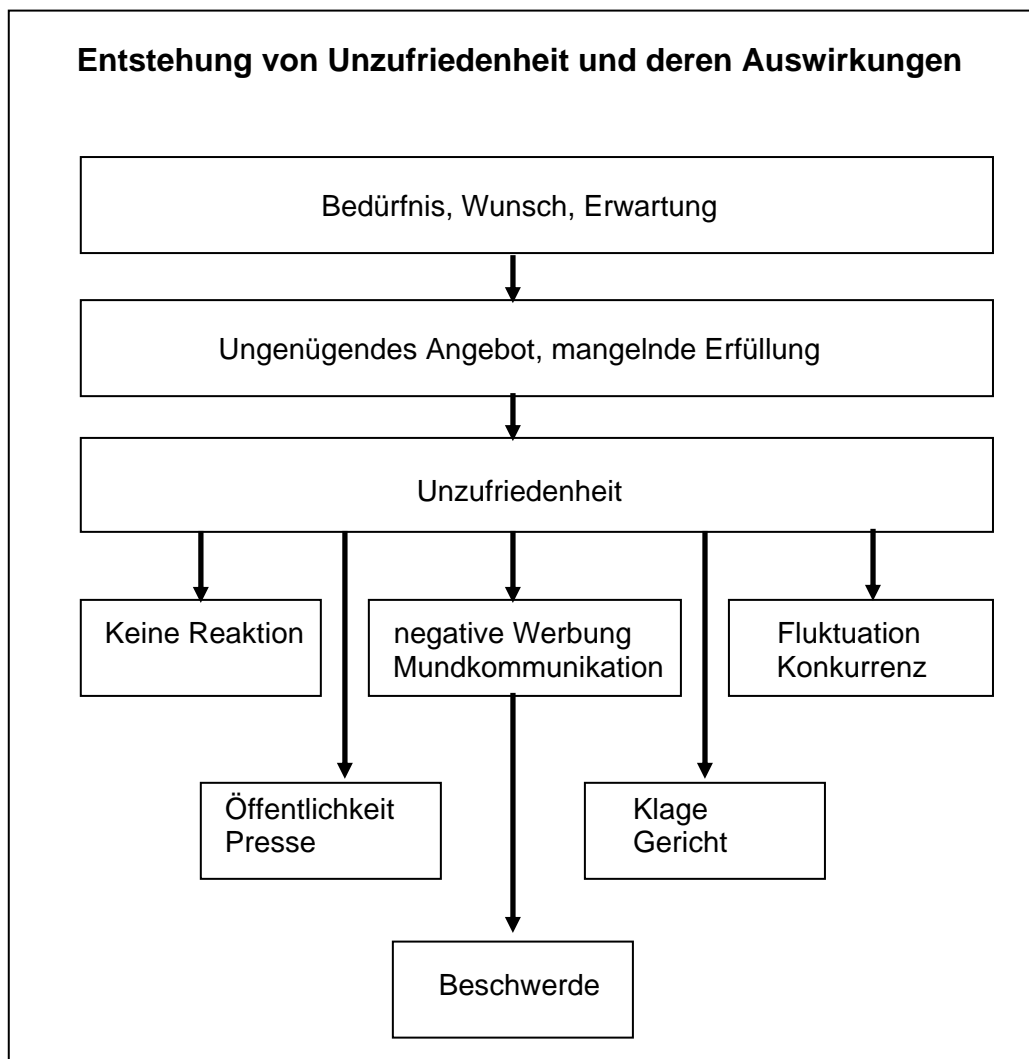 Entstehung von Unzufriedenheit und deren Auswirkungen
Bedürfnis, Wunsch, Erwartung
Ungenügendes Angebot, mangelnde Erfüllung
Unzufriedenheit
Keine Reaktion
negative Werbung
Mundkommunikation
Fluktuation
Konkurrenz
Öffentlichkeit
Presse
Klage
Gericht
Beschwerde